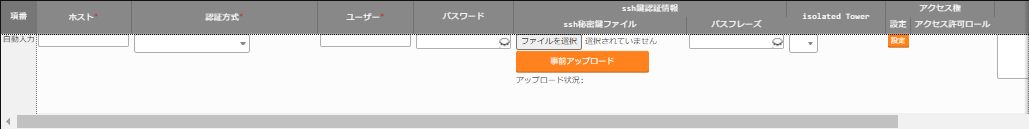 項番 ホスト* 認証方式* ユーザー* パスワード ssh鍵認証情報 isolated Tower アクセス権
ssh秘密鍵ファイル パスフレーズ 設定 アクセス許可ロール
自動入力 ファイルを選択 選択されていません 設定
事前アップロード
アップロード状況: